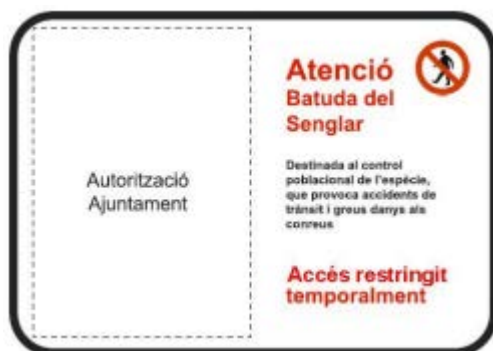 Autorització
Ajuntament
Atenció
Batuda del
Senglar
Destinada al control
poblacional de l'espècie,
que provoca accidents de
trànsit i greus danys als
conreus
Accés restringit
temporalment